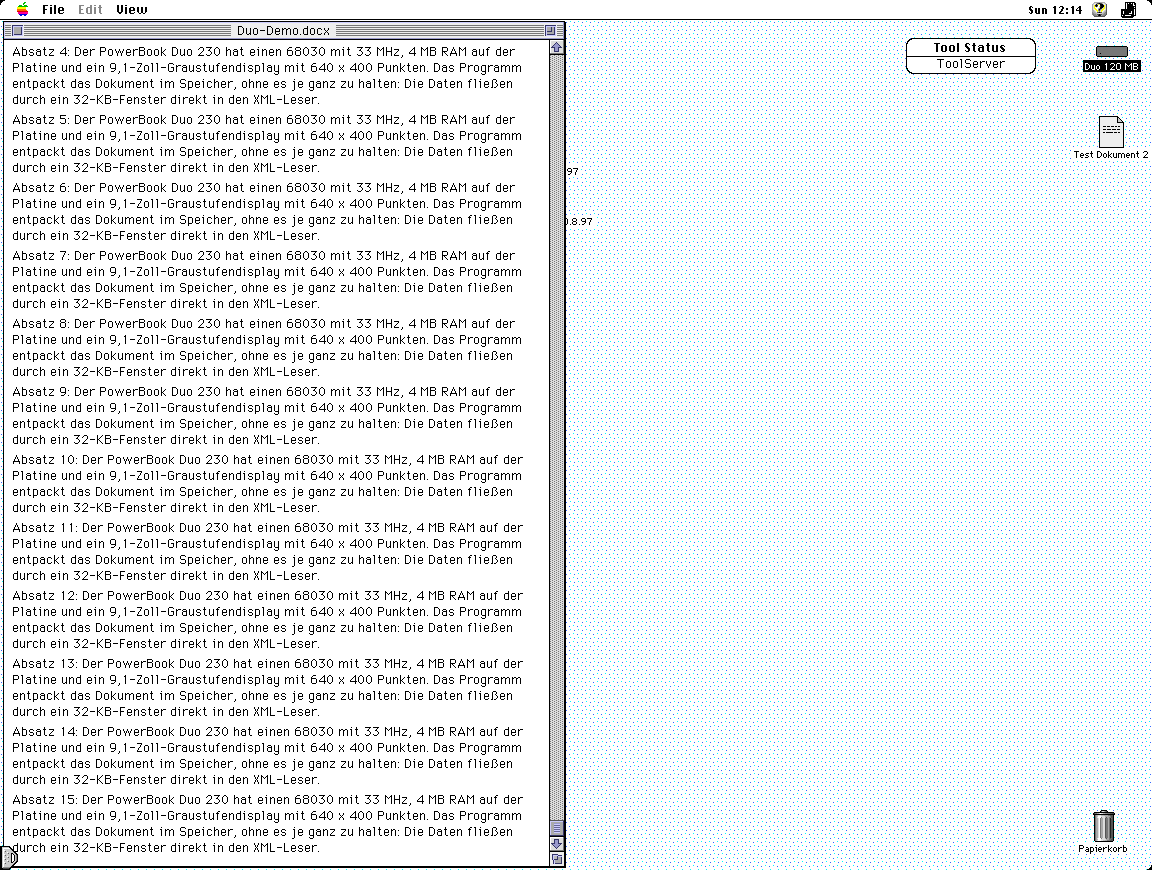 File Edit View
Sun 12:14
Duo-Demo.docx
Absatz 4: Der PowerBook Duo 230 hat einen 68030 mit 33 MHz, 4 MB RAM auf der
Platine und ein 9,1-Zoll-Graustufendisplay mit 640 x 400 Punkten. Das Programm
entpackt das Dokument im Speicher, ohne es je ganz zu halten: Die Daten fließen
durch ein 32-KB-Fenster direkt in den XML-Leser.
Absatz 5: Der PowerBook Duo 230 hat einen 68030 mit 33 MHz, 4 MB RAM auf der
Platine und ein 9,1-Zoll-Graustufendisplay mit 640 x 400 Punkten. Das Programm
entpackt das Dokument im Speicher, ohne es je ganz zu halten: Die Daten fließen
durch ein 32-KB-Fenster direkt in den XML-Leser.
Absatz 6: Der PowerBook Duo 230 hat einen 68030 mit 33 MHz, 4 MB RAM auf der
Platine und ein 9,1-Zoll-Graustufendisplay mit 640 x 400 Punkten. Das Programm
entpackt das Dokument im Speicher, ohne es je ganz zu halten: Die Daten fließen
durch ein 32-KB-Fenster direkt in den XML-Leser.
Absatz 7: Der PowerBook Duo 230 hat einen 68030 mit 33 MHz, 4 MB RAM auf der
Platine und ein 9,1-Zoll-Graustufendisplay mit 640 x 400 Punkten. Das Programm
entpackt das Dokument im Speicher, ohne es je ganz zu halten: Die Daten fließen
durch ein 32-KB-Fenster direkt in den XML-Leser.
Absatz 8: Der PowerBook Duo 230 hat einen 68030 mit 33 MHz, 4 MB RAM auf der
Platine und ein 9,1-Zoll-Graustufendisplay mit 640 x 400 Punkten. Das Programm
entpackt das Dokument im Speicher, ohne es je ganz zu halten: Die Daten fließen
durch ein 32-KB-Fenster direkt in den XML-Leser.
Absatz 9: Der PowerBook Duo 230 hat einen 68030 mit 33 MHz, 4 MB RAM auf der
Platine und ein 9,1-Zoll-Graustufendisplay mit 640 x 400 Punkten. Das Programm
entpackt das Dokument im Speicher, ohne es je ganz zu halten: Die Daten fließen
durch ein 32-KB-Fenster direkt in den XML-Leser.
Absatz 10: Der PowerBook Duo 230 hat einen 68030 mit 33 MHz, 4 MB RAM auf der
Platine und ein 9,1-Zoll-Graustufendisplay mit 640 x 400 Punkten. Das Programm
entpackt das Dokument im Speicher, ohne es je ganz zu halten: Die Daten fließen
durch ein 32-KB-Fenster direkt in den XML-Leser.
Absatz 11: Der PowerBook Duo 230 hat einen 68030 mit 33 MHz, 4 MB RAM auf der
Platine und ein 9,1-Zoll-Graustufendisplay mit 640 x 400 Punkten. Das Programm
entpackt das Dokument im Speicher, ohne es je ganz zu halten: Die Daten fließen
durch ein 32-KB-Fenster direkt in den XML-Leser.
Absatz 12: Der PowerBook Duo 230 hat einen 68030 mit 33 MHz, 4 MB RAM auf der
Platine und ein 9,1-Zoll-Graustufendisplay mit 640 x 400 Punkten. Das Programm
entpackt das Dokument im Speicher, ohne es je ganz zu halten: Die Daten fließen
durch ein 32-KB-Fenster direkt in den XML-Leser.
Absatz 13: Der PowerBook Duo 230 hat einen 68030 mit 33 MHz, 4 MB RAM auf der
Platine und ein 9,1-Zoll-Graustufendisplay mit 640 x 400 Punkten. Das Programm
entpackt das Dokument im Speicher, ohne es je ganz zu halten: Die Daten fließen
durch ein 32-KB-Fenster direkt in den XML-Leser.
Absatz 14: Der PowerBook Duo 230 hat einen 68030 mit 33 MHz, 4 MB RAM auf der
Platine und ein 9,1-Zoll-Graustufendisplay mit 640 x 400 Punkten. Das Programm
entpackt das Dokument im Speicher, ohne es je ganz zu halten: Die Daten fließen
durch ein 32-KB-Fenster direkt in den XML-Leser.
Absatz 15: Der PowerBook Duo 230 hat einen 68030 mit 33 MHz, 4 MB RAM auf der
Platine und ein 9,1-Zoll-Graustufendisplay mit 640 x 400 Punkten. Das Programm
entpackt das Dokument im Speicher, ohne es je ganz zu halten: Die Daten fließen
durch ein 32-KB-Fenster direkt in den XML-Leser.
97
.8.97
Tool Status
ToolServer
Duo 120 MB
Test Dokument 2
Papierkorb